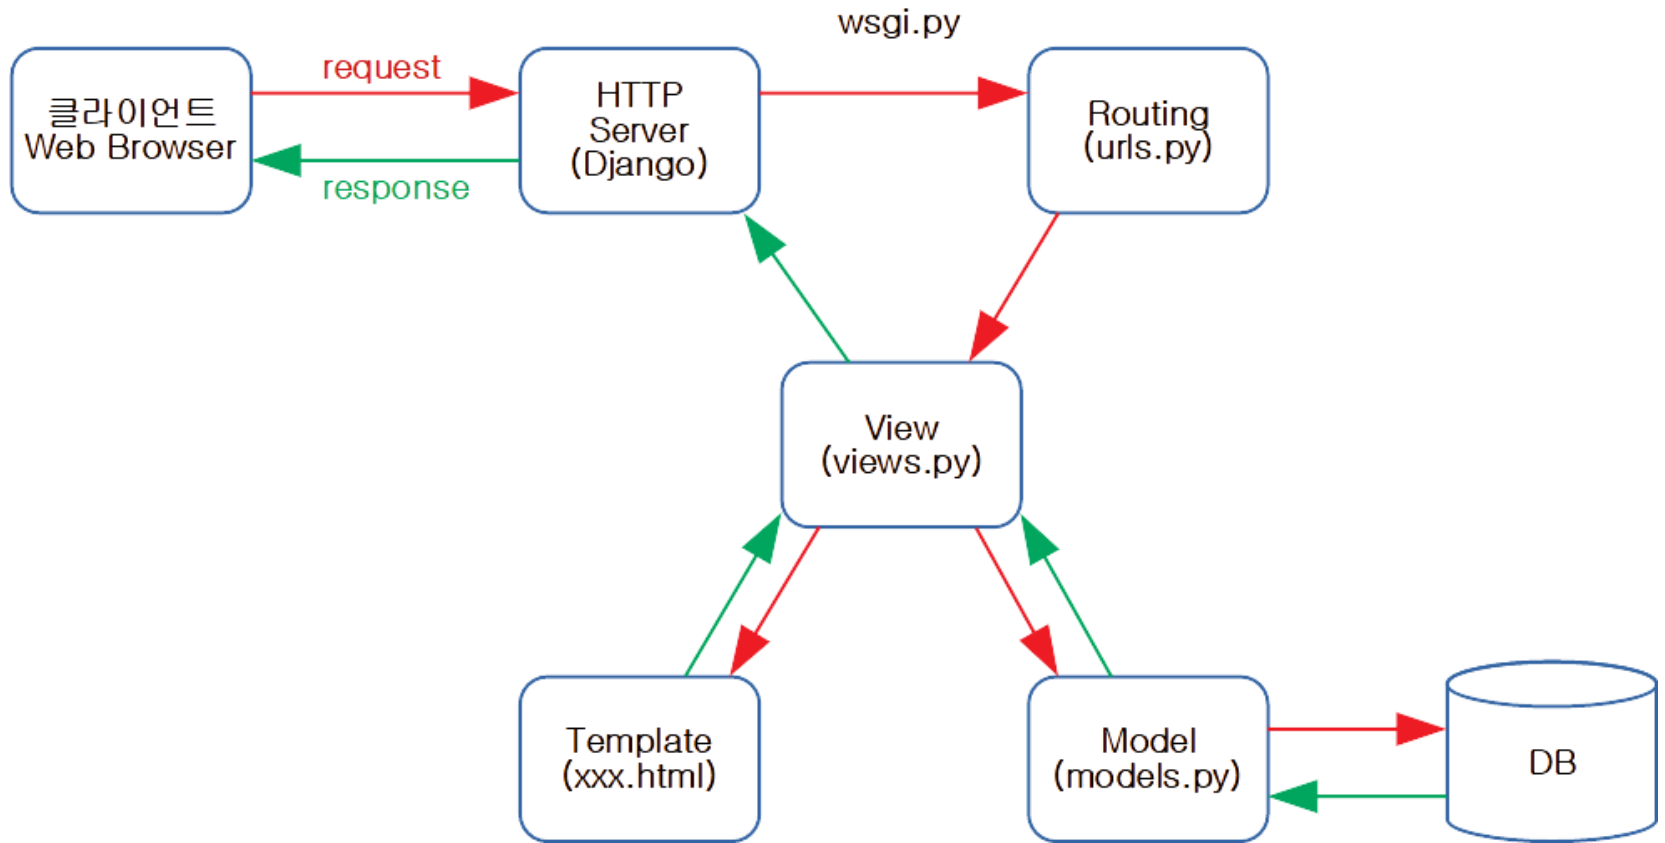 wsgi.py
클라이언트
Web Browser
request
response
HTTP
Server
(Django)
Routing
(urls.py)
View
(views.py)
Template
(xxx.html)
Model
(models.py)
DB